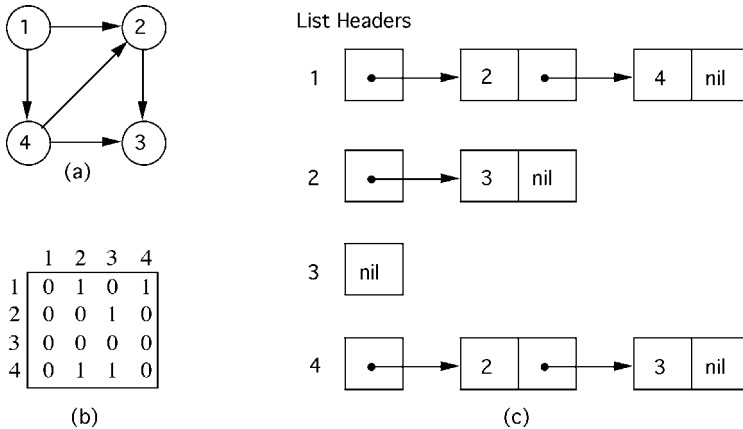 1 2
4 3
(a)
1 2 3 4
1 0 1 0 1
2 0 0 1 0
3 0 0 0 0
4 0 1 1 0
(b)
List Headers
1 2 4 nil
2 3 nil
3 nil
4 2 3 nil
(c)